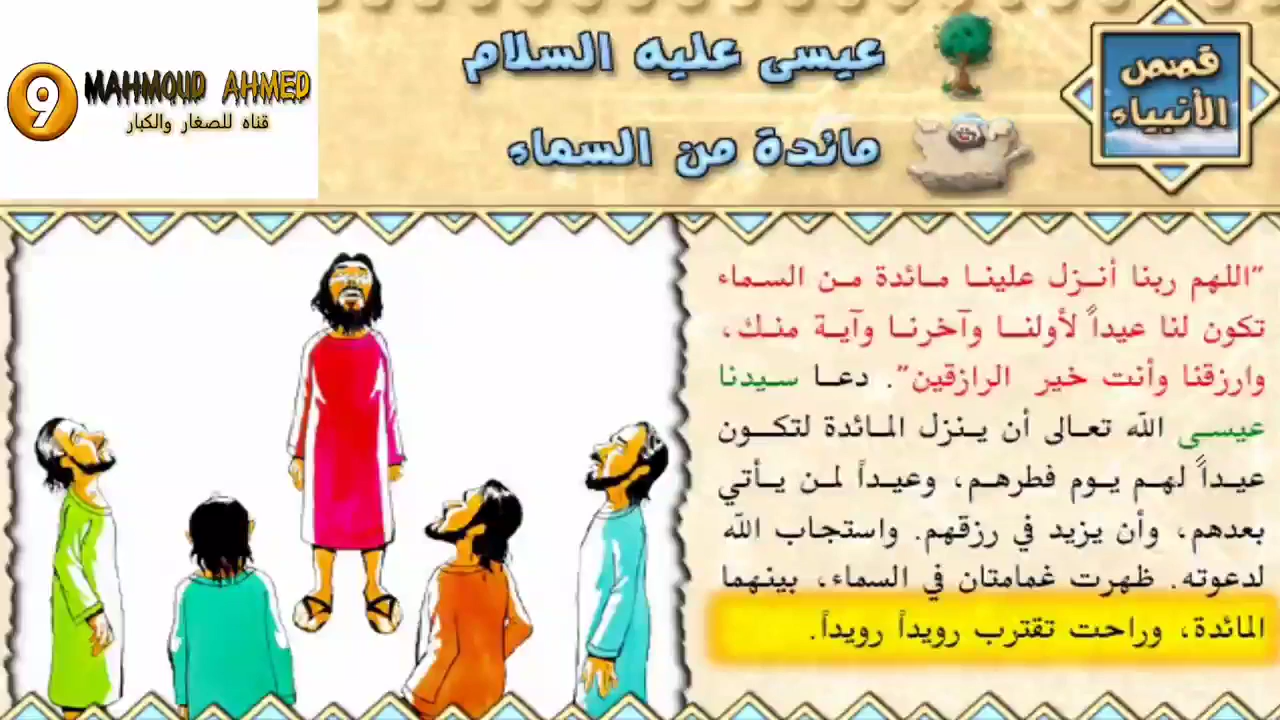 9 MAHMOUD AHMED
قناه للصغار والكبار
عيسى عليه السلام
مائدة من السماء
قصص
الأنبياء
"اللهم ربنا أنزل علينا مائدة من السماء
تكون لنا عيداً لأولنا وآخرنا وآية منك،
وارزقنا وأنت خير الرازقين". دعا سيدنا
عيسى الله تعالى أن ينزل المائدة لتكون
عيداً لهم يوم فطرهم، وعيداً لمن يأتي
بعدهم، وأن يزيد في رزقهم. واستجاب الله
لدعوته. ظهرت غمامتان في السماء، بينهما
المائدة، وراحت تقترب رويداً رويداً.